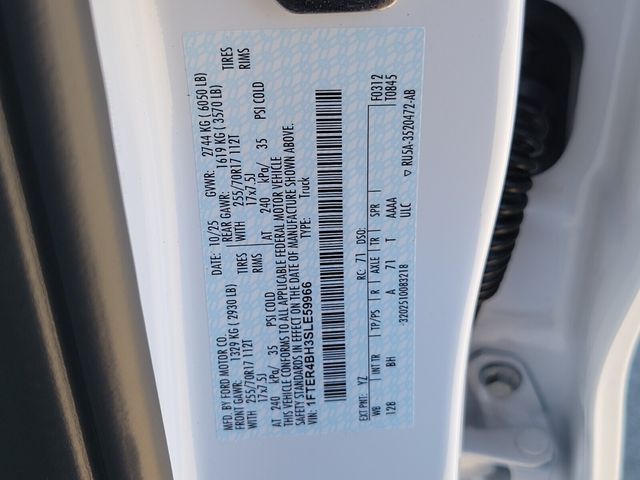 MFD. BY FORD MOTOR CO.
DATE: 10/25 GVWR: 2744 KG ( 6050 LB)
FRONT GAWR: 1329 KG ( 2930 LB) REAR GAWR: 1619 KG ( 3570 LB)
WITH 255/70R17 112T TIRES WITH 255/70R17 112T TIRES
17x7.5J RIMS 17x7.5J RIMS
AT 240 kPa/ 35 PSI COLD AT 240 kPa/ 35 PSI COLD
THIS VEHICLE CONFORMS TO ALL APPLICABLE FEDERAL MOTOR VEHICLE
SAFETY STANDARDS IN EFFECT ON THE DATE OF MANUFACTURE SHOWN ABOVE.
VIN: 1FTER4BH3SLE59966 TYPE: Truck
EXT PNT: YZ RC: 71 DSO: F0312
WB INT TR TP/PS R AXLE TR SPR T0845
128 BH A 71 T AAAA
ULC
3202510083218 ▽ RU5A-3520472-AB